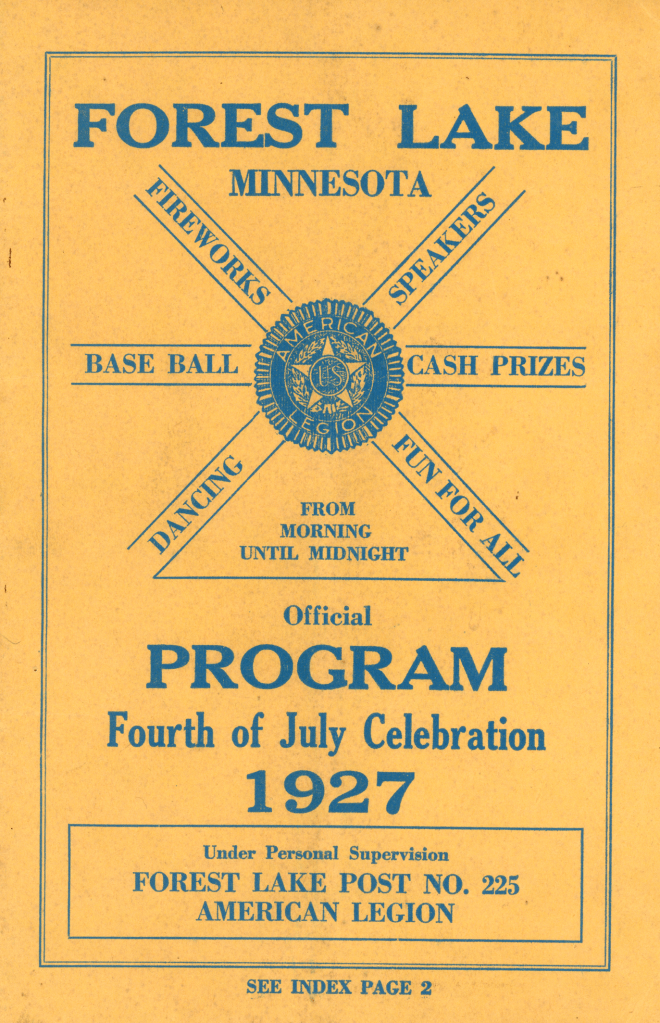 FOREST LAKE
MINNESOTA
FIREWORKS
SPEAKERS
BASE BALL
AMERICAN
US
LEGION
CASH PRIZES
DANCING
FUN FOR ALL
FROM
MORNING
UNTIL MIDNIGHT
Official
PROGRAM
Fourth of July Celebration
1927
Under Personal Supervision
FOREST LAKE POST NO. 225
AMERICAN LEGION
SEE INDEX PAGE 2